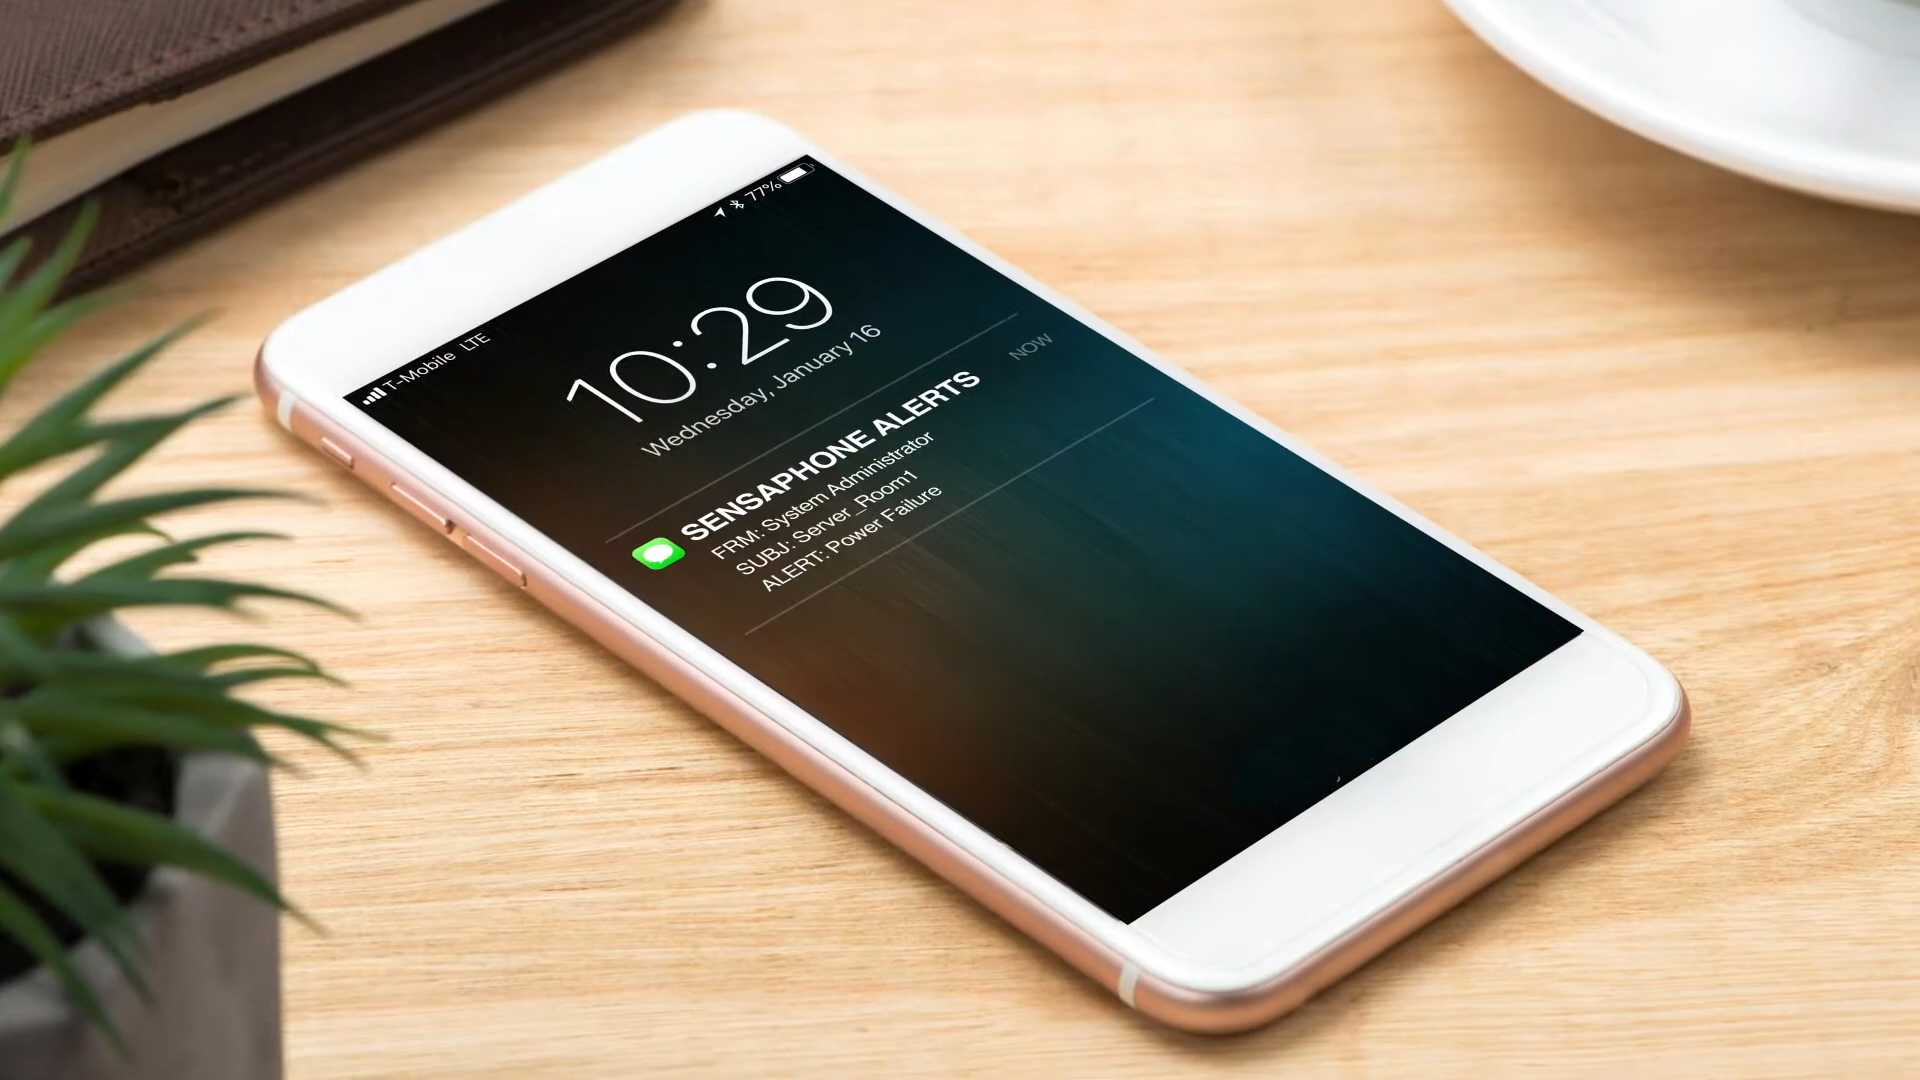 T-Mobile LTE 77%
10:29
Wednesday, January 16
SENSAPHONE ALERTS NOW
FRM: System Administrator
SUBJ: Server_Room1
ALERT: Power Failure